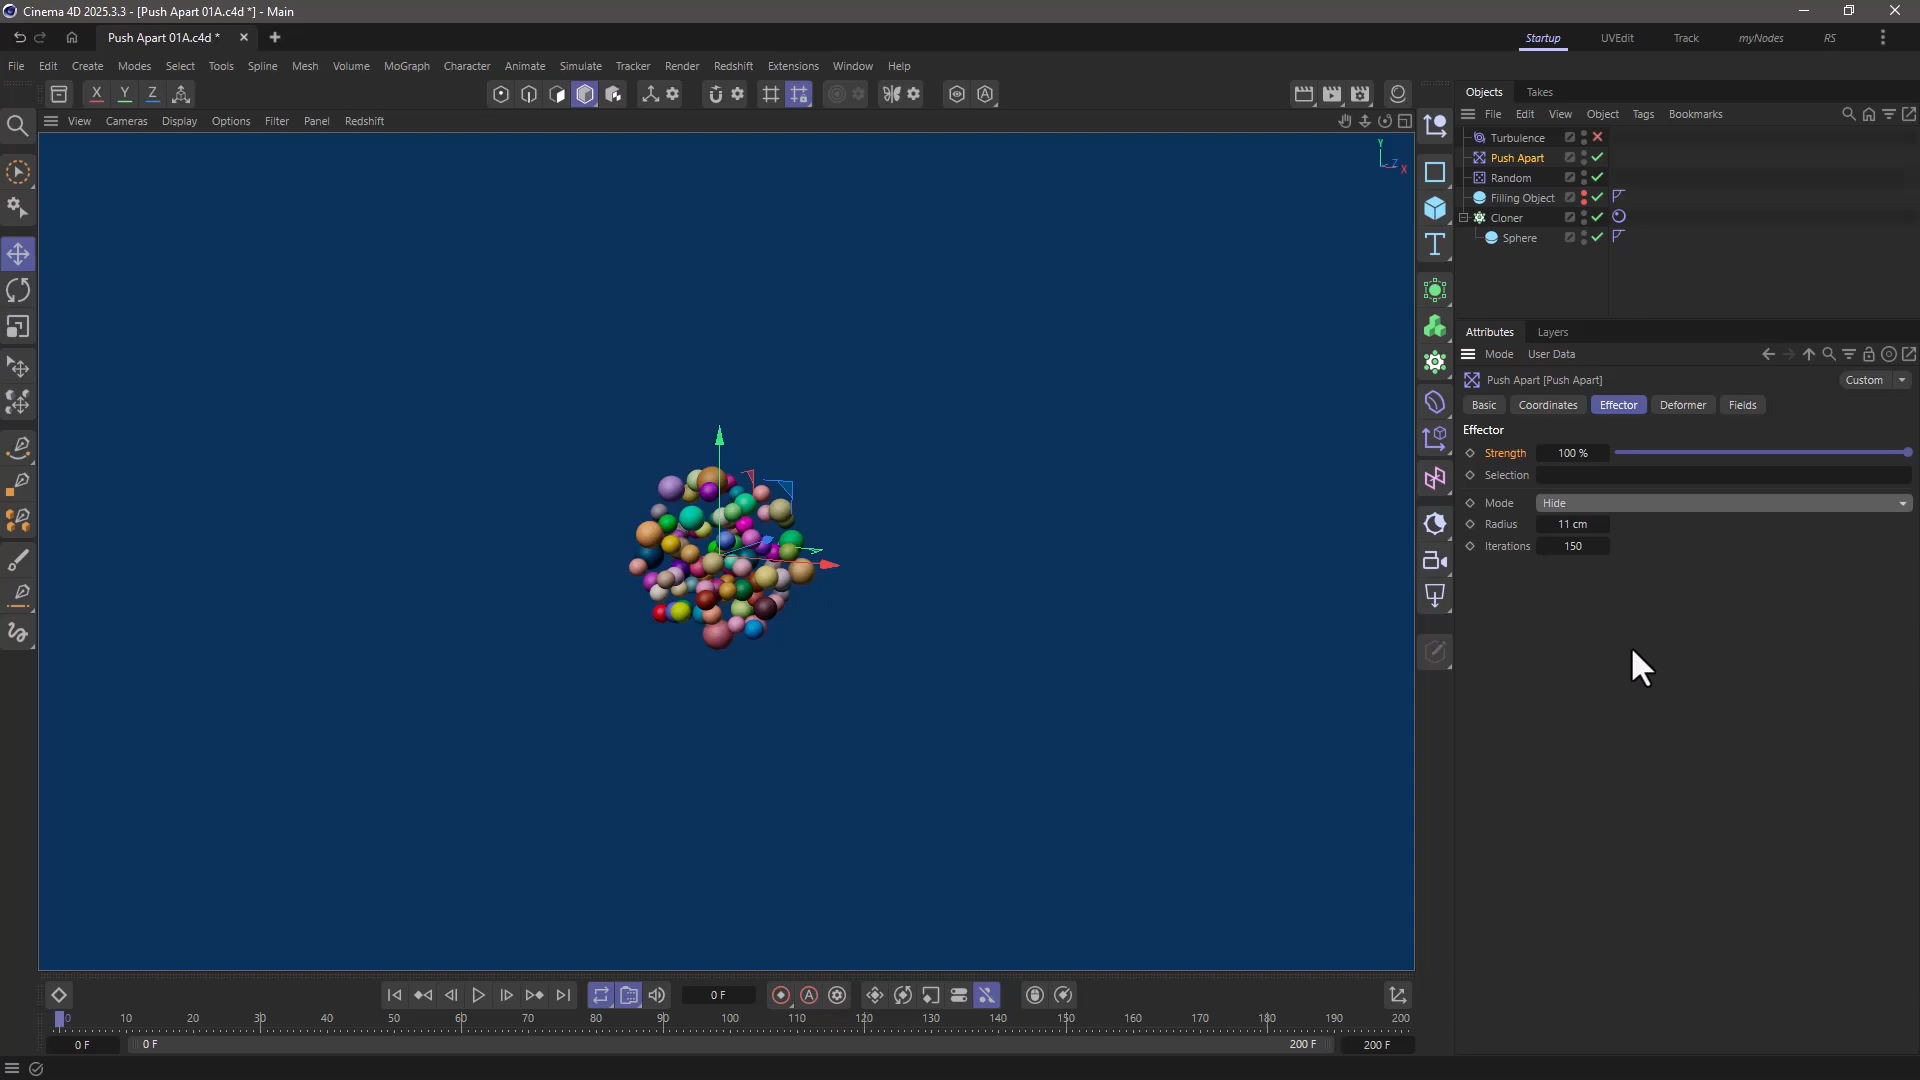 Cinema 4D 2025.3.3 - [Push Apart 01A.c4d *] - Main
Push Apart 01A.c4d *
Startup UVEdit Track myNodes RS
File Edit Create Modes Select Tools Spline Mesh Volume MoGraph Character Animate Simulate Tracker Render Redshift Extensions Window Help
X Y Z
Objects Takes
File Edit View Object Tags Bookmarks
View Cameras Display Options Filter Panel Redshift
Y
Z
X
Turbulence
Push Apart
Random
Filling Object
Cloner
Sphere
Attributes Layers
Mode User Data
Push Apart [Push Apart]
Custom
Basic Coordinates Effector Deformer Fields
Effector
Strength 100 %
Selection
Mode Hide
Radius 11 cm
Iterations 150
0 F
0 10 20 30 40 50 60 70 80 90 100 110 120 130 140 150 160 170 180 190 200
0 F 0 F 200 F 200 F